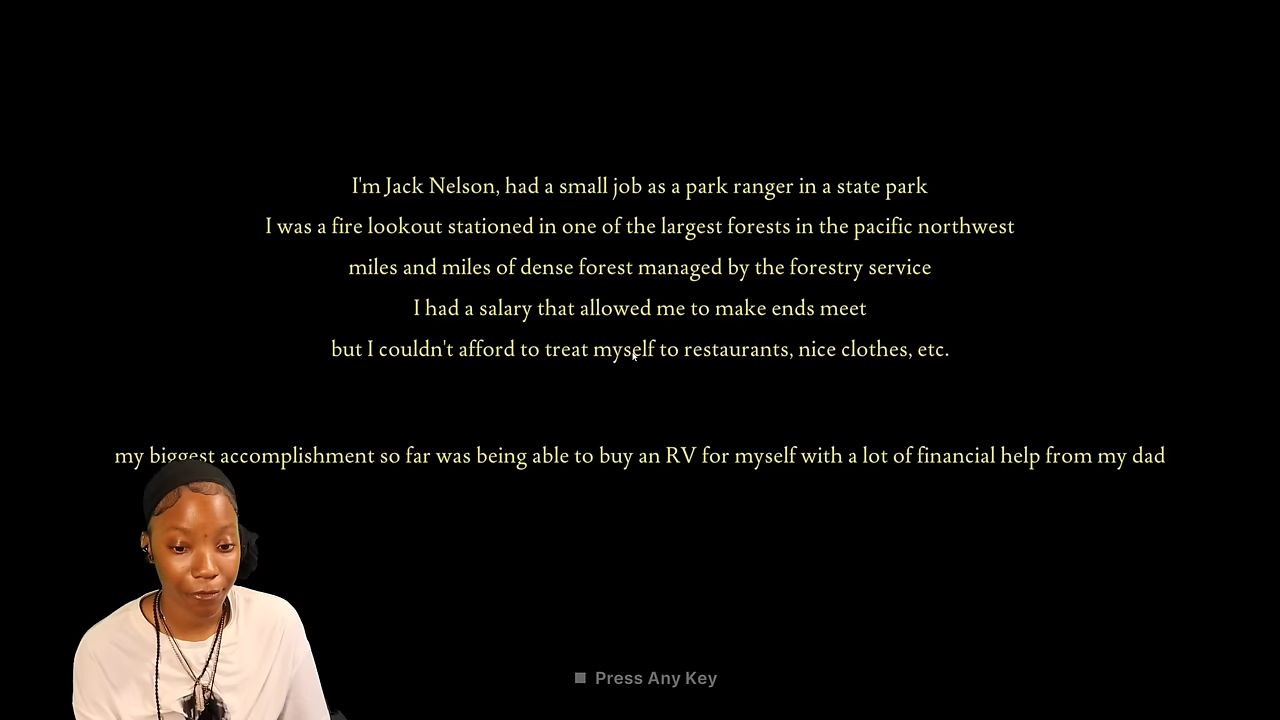 I'm Jack Nelson, had a small job as a park ranger in a state park
I was a fire lookout stationed in one of the largest forests in the pacific northwest
miles and miles of dense forest managed by the forestry service
I had a salary that allowed me to make ends meet
but I couldn't afford to treat myself to restaurants, nice clothes, etc.
my biggest accomplishment so far was being able to buy an RV for myself with a lot of financial help from my dad
Press Any Key